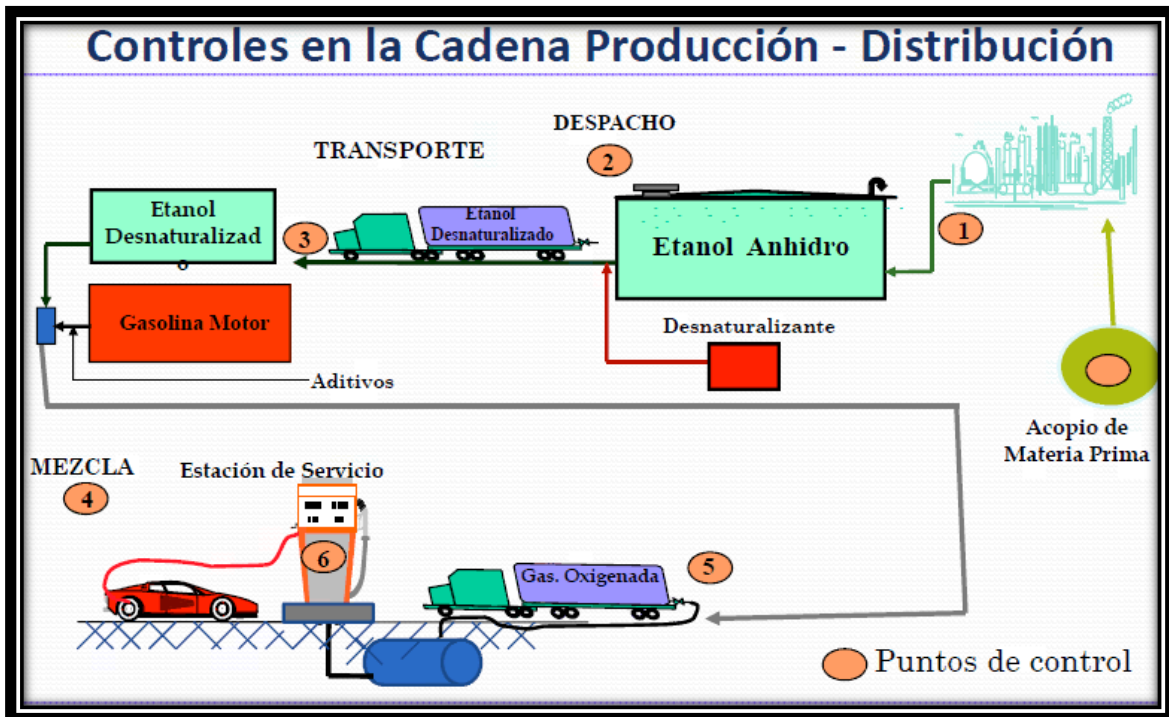 Controles en la Cadena Producción - Distribución
DESPACHO
2
TRANSPORTE
Etanol
Desnaturalizad
o
3
Etanol
Desnaturalizado
Etanol Anhidro
1
Gasolina Motor
Desnaturalizante
Aditivos
Acopio de
Materia Prima
MEZCLA
4
Estación de Servicio
6
Gas. Oxigenada
5
Puntos de control